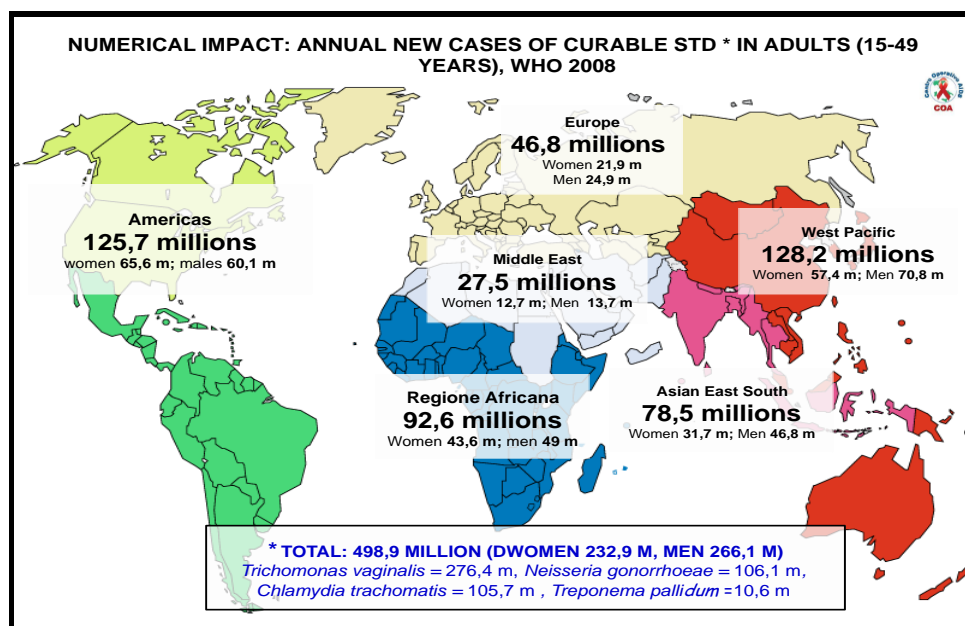 NUMERICAL IMPACT: ANNUAL NEW CASES OF CURABLE STD * IN ADULTS (15-49
YEARS), WHO 2008
Centro Operativo AIDS
COA
Europe
46,8 millions
Women 21,9 m
Men 24,9 m
Americas
125,7 millions
women 65,6 m; males 60,1 m
West Pacific
128,2 millions
Women 57,4 m; Men 70,8 m
Middle East
27,5 millions
Women 12,7 m; Men 13,7 m
Regione Africana
92,6 millions
Women 43,6 m; men 49 m
Asian East South
78,5 millions
Women 31,7 m; Men 46,8 m
* TOTAL: 498,9 MILLION (DWOMEN 232,9 M, MEN 266,1 M)
Trichomonas vaginalis = 276,4 m, Neisseria gonorrhoeae = 106,1 m,
Chlamydia trachomatis = 105,7 m , Treponema pallidum =10,6 m